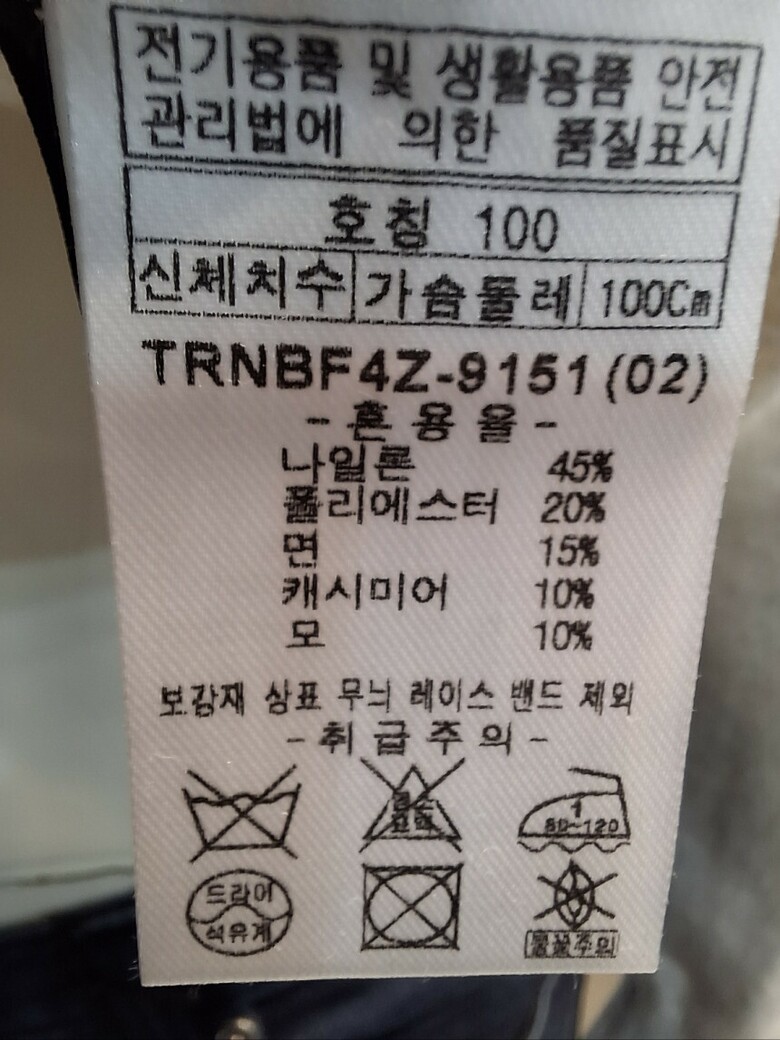 전기용품 및 생활용품 안전
관리법에 의한 품질표시
호칭 100
신체치수 가슴둘레 100Cm
TRNBF4Z-9151(02)
- 혼용율 -
나일론 45%
폴리에스터 20%
면 15%
캐시미어 10%
모 10%
보강재 상표 무늬 레이스 밴드 제외
- 취급주의 -
염소
표백
1
80~120
드라이
석유계
불꽃주의